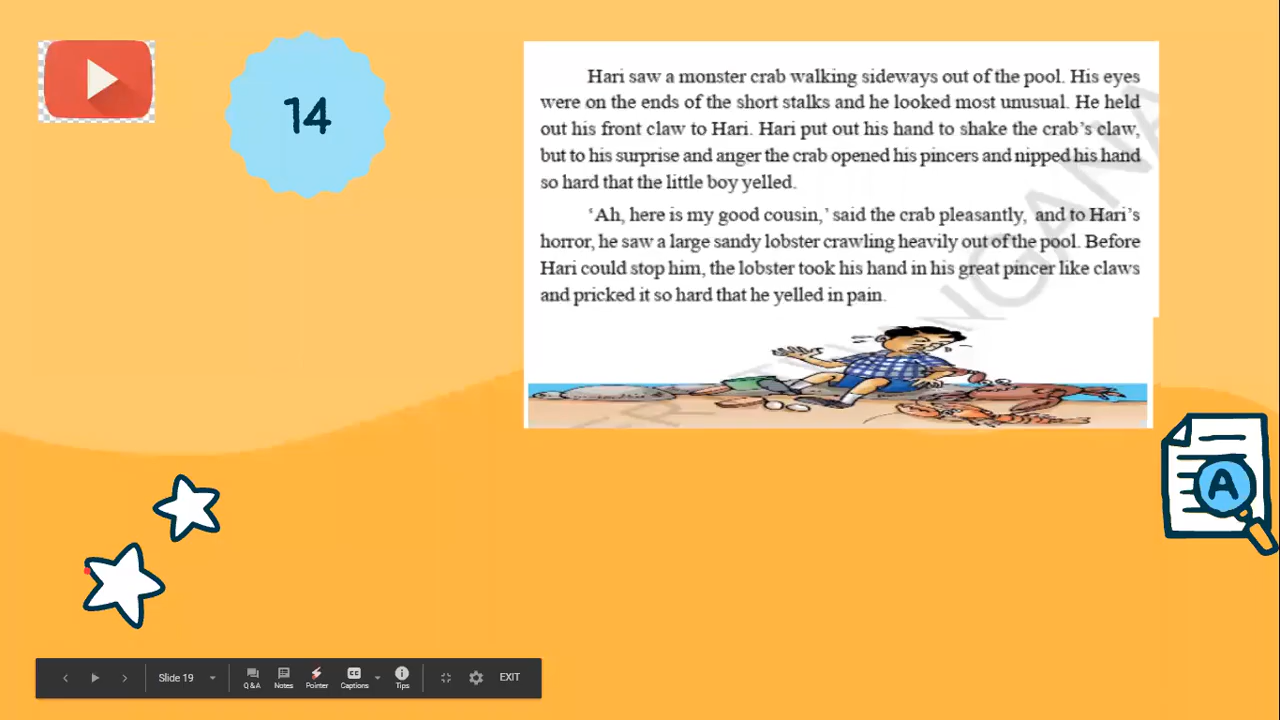 14
Hari saw a monster crab walking sideways out of the pool. His eyes
were on the ends of the short stalks and he looked most unusual. He held
out his front claw to Hari. Hari put out his hand to shake the crab's claw,
but to his surprise and anger the crab opened his pincers and nipped his hand
so hard that the little boy yelled.
'Ah, here is my good cousin,' said the crab pleasantly, and to Hari's
horror, he saw a large sandy lobster crawling heavily out of the pool. Before
Hari could stop him, the lobster took his hand in his great pincer like claws
and pricked it so hard that he yelled in pain.
A
Slide 19
Q&A
Notes
Pointer
CC
Captions
Tips
EXIT